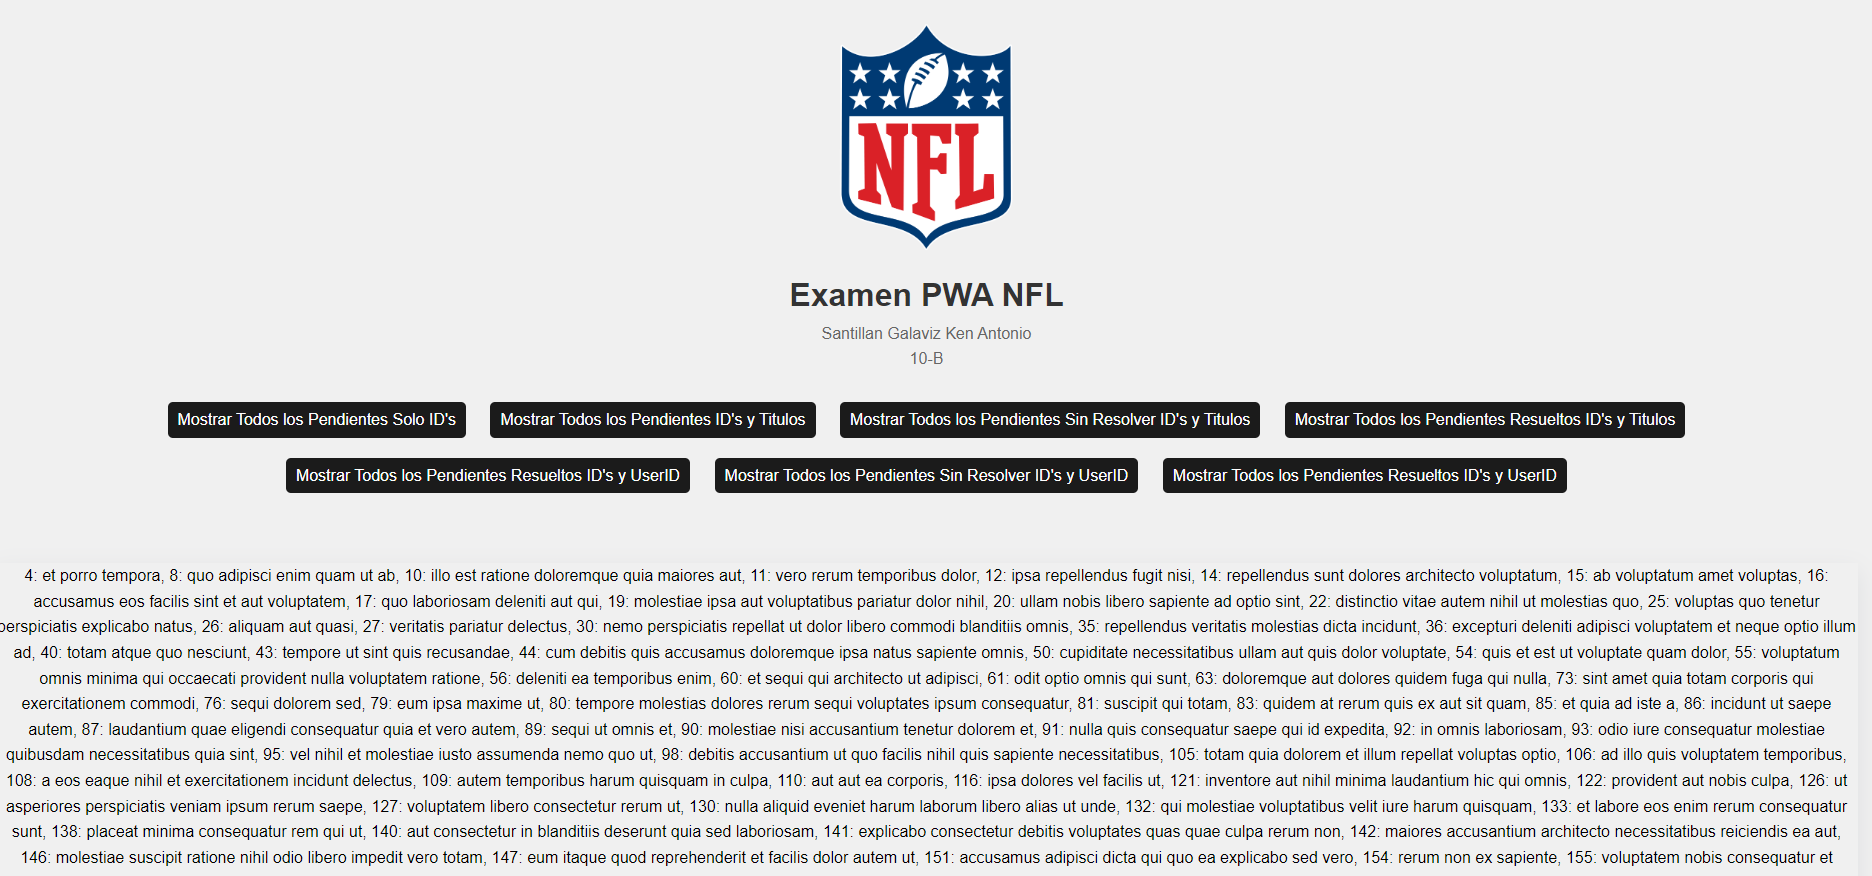 NFL
Examen PWA NFL
Santillan Galaviz Ken Antonio
10-B
Mostrar Todos los Pendientes Solo ID's
Mostrar Todos los Pendientes ID's y Titulos
Mostrar Todos los Pendientes Sin Resolver ID's y Titulos
Mostrar Todos los Pendientes Resueltos ID's y Titulos
Mostrar Todos los Pendientes Resueltos ID's y UserID
Mostrar Todos los Pendientes Sin Resolver ID's y UserID
Mostrar Todos los Pendientes Resueltos ID's y UserID
4: et porro tempora, 8: quo adipisci enim quam ut ab, 10: illo est ratione doloremque quia maiores aut, 11: vero rerum temporibus dolor, 12: ipsa repellendus fugit nisi, 14: repellendus sunt dolores architecto voluptatum, 15: ab voluptatum amet voluptas, 16:
accusamus eos facilis sint et aut voluptatem, 17: quo laboriosam deleniti aut qui, 19: molestiae ipsa aut voluptatibus pariatur dolor nihil, 20: ullam nobis libero sapiente ad optio sint, 22: distinctio vitae autem nihil ut molestias quo, 25: voluptas quo tenetur
perspiciatis explicabo natus, 26: aliquam aut quasi, 27: veritatis pariatur delectus, 30: nemo perspiciatis repellat ut dolor libero commodi blanditiis omnis, 35: repellendus veritatis molestias dicta incidunt, 36: excepturi deleniti adipisci voluptatem et neque optio illum
ad, 40: totam atque quo nesciunt, 43: tempore ut sint quis recusandae, 44: cum debitis quis accusamus doloremque ipsa natus sapiente omnis, 50: cupiditate necessitatibus ullam aut quis dolor voluptate, 54: quis et est ut voluptate quam dolor, 55: voluptatum
omnis minima qui occaecati provident nulla voluptatem ratione, 56: deleniti ea temporibus enim, 60: et sequi qui architecto ut adipisci, 61: odit optio omnis qui sunt, 63: doloremque aut dolores quidem fuga qui nulla, 73: sint amet quia totam corporis qui
exercitationem commodi, 76: sequi dolorem sed, 79: eum ipsa maxime ut, 80: tempore molestias dolores rerum sequi voluptates ipsum consequatur, 81: suscipit qui totam, 83: quidem at rerum quis ex aut sit quam, 85: et quia ad iste a, 86: incidunt ut saepe
autem, 87: laudantium quae eligendi consequatur quia et vero autem, 89: sequi ut omnis et, 90: molestiae nisi accusantium tenetur dolorem et, 91: nulla quis consequatur saepe qui id expedita, 92: in omnis laboriosam, 93: odio iure consequatur molestiae
quibusdam necessitatibus quia sint, 95: vel nihil et molestiae iusto assumenda nemo quo ut, 98: debitis accusantium ut quo facilis nihil quis sapiente necessitatibus, 105: totam quia dolorem et illum repellat voluptas optio, 106: ad illo quis voluptatem temporibus,
108: a eos eaque nihil et exercitationem incidunt delectus, 109: autem temporibus harum quisquam in culpa, 110: aut aut ea corporis, 116: ipsa dolores vel facilis ut, 121: inventore aut nihil minima laudantium hic qui omnis, 122: provident aut nobis culpa, 126: ut
asperiores perspiciatis veniam ipsum rerum saepe, 127: voluptatem libero consectetur rerum ut, 130: nulla aliquid eveniet harum laborum libero alias ut unde, 132: qui molestiae voluptatibus velit iure harum quisquam, 133: et labore eos enim rerum consequatur
sunt, 138: placeat minima consequatur rem qui ut, 140: aut consectetur in blanditiis deserunt quia sed laboriosam, 141: explicabo consectetur debitis voluptates quas quae culpa rerum non, 142: maiores accusantium architecto necessitatibus reiciendis ea aut,
146: molestiae suscipit ratione nihil odio libero impedit vero totam, 147: eum itaque quod reprehenderit et facilis dolor autem ut, 151: accusamus adipisci dicta qui quo ea explicabo sed vero, 154: rerum non ex sapiente, 155: voluptatem nobis consequatur et